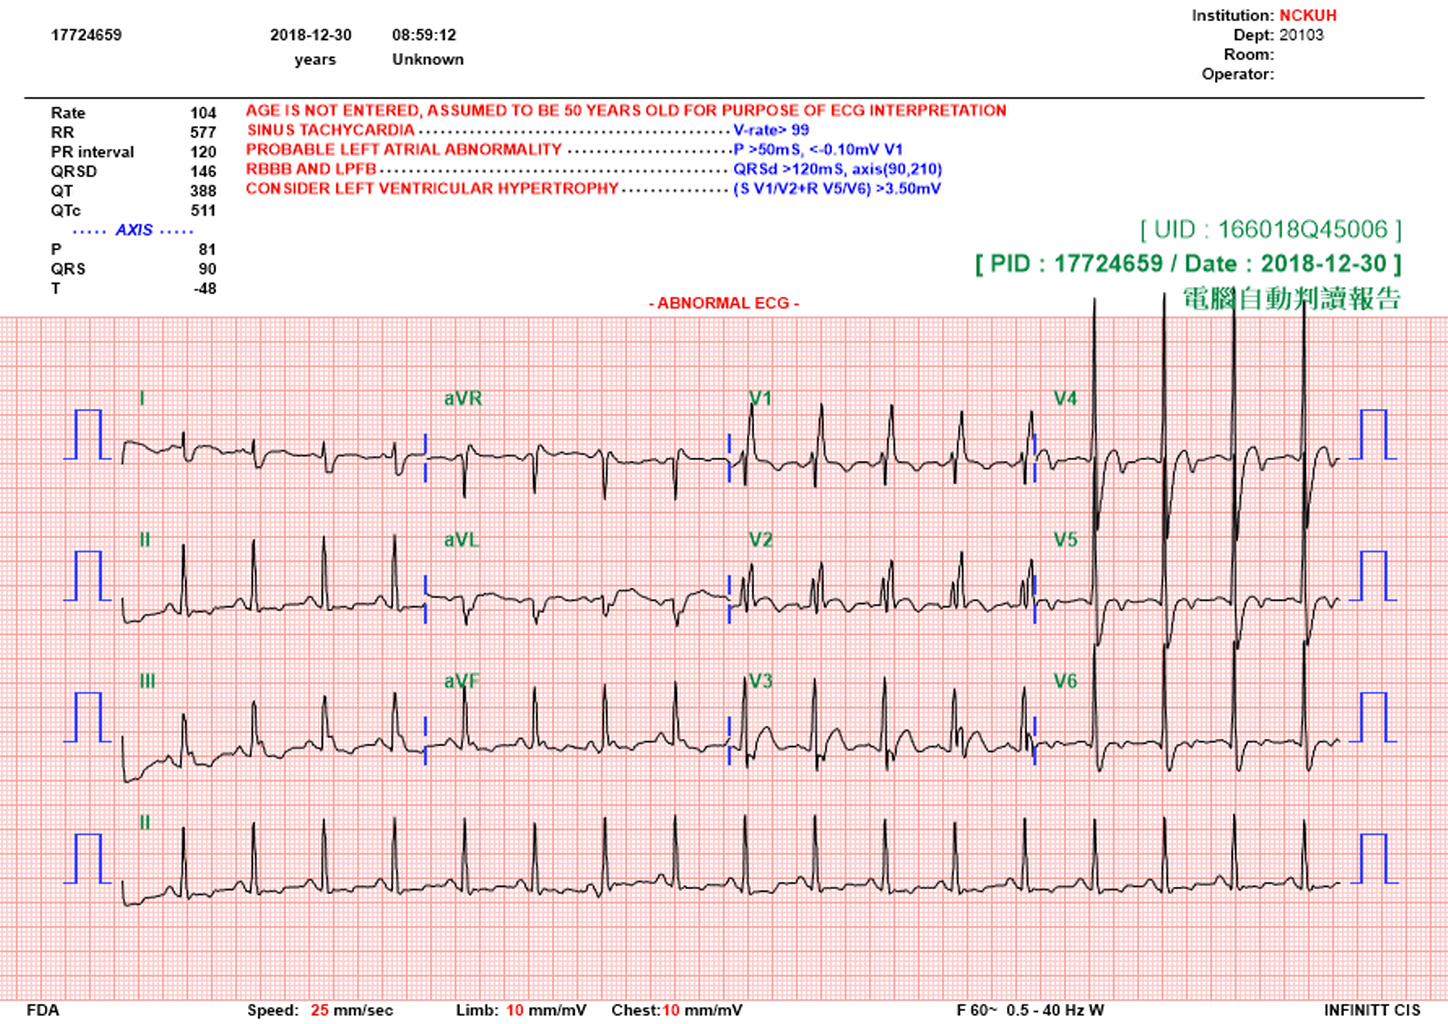 Institution: NCKUH
17724659 2018-12-30 08:59:12 Dept: 20103
years Unknown Room:
Operator:
Rate 104 AGE IS NOT ENTERED, ASSUMED TO BE 50 YEARS OLD FOR PURPOSE OF ECG INTERPRETATION
RR 577 SINUS TACHYCARDIA V-rate> 99
PR interval 120 PROBABLE LEFT ATRIAL ABNORMALITY P >50mS, <-0.10mV V1
QRSD 146 RBBB AND LPFB QRSd >120mS, axis(90,210)
QT 388 CONSIDER LEFT VENTRICULAR HYPERTROPHY (S V1/V2+R V5/V6) >3.50mV
QTc 511
..... AXIS .....
P 81
QRS 90
T -48
[ UID : 166018Q45006 ]
[ PID : 17724659 / Date : 2018-12-30 ]
電腦自動判讀報告
- ABNORMAL ECG -
I aVR V1 V4
II aVL V2 V5
III aVF V3 V6
II
FDA Speed: 25 mm/sec Limb: 10 mm/mV Chest:10 mm/mV F 60~ 0.5 - 40 Hz W INFINITT CIS